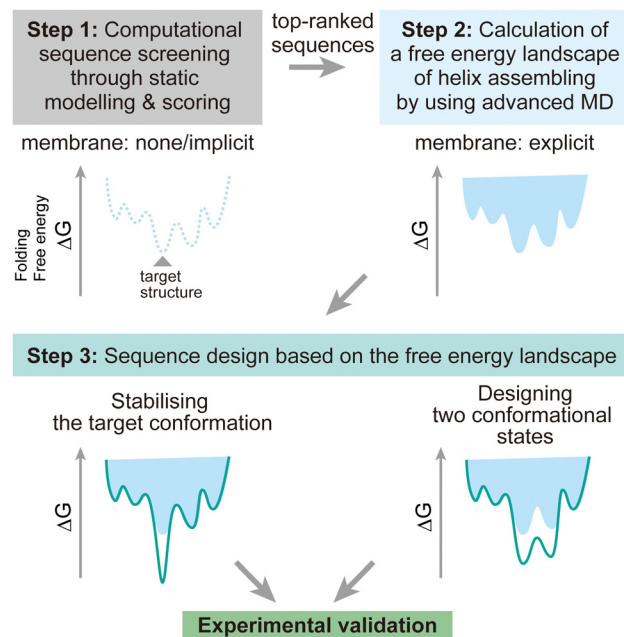 Step 1: Computational
sequence screening
through static
modelling & scoring
top-ranked
sequences
Step 2: Calculation of
a free energy landscape
of helix assembling
by using advanced MD
membrane: none/implicit
Folding
Free energy
ΔG
target
structure
membrane: explicit
ΔG
Step 3: Sequence design based on the free energy landscape
Stabilising
the target conformation
ΔG
Designing
two conformational
states
ΔG
Experimental validation